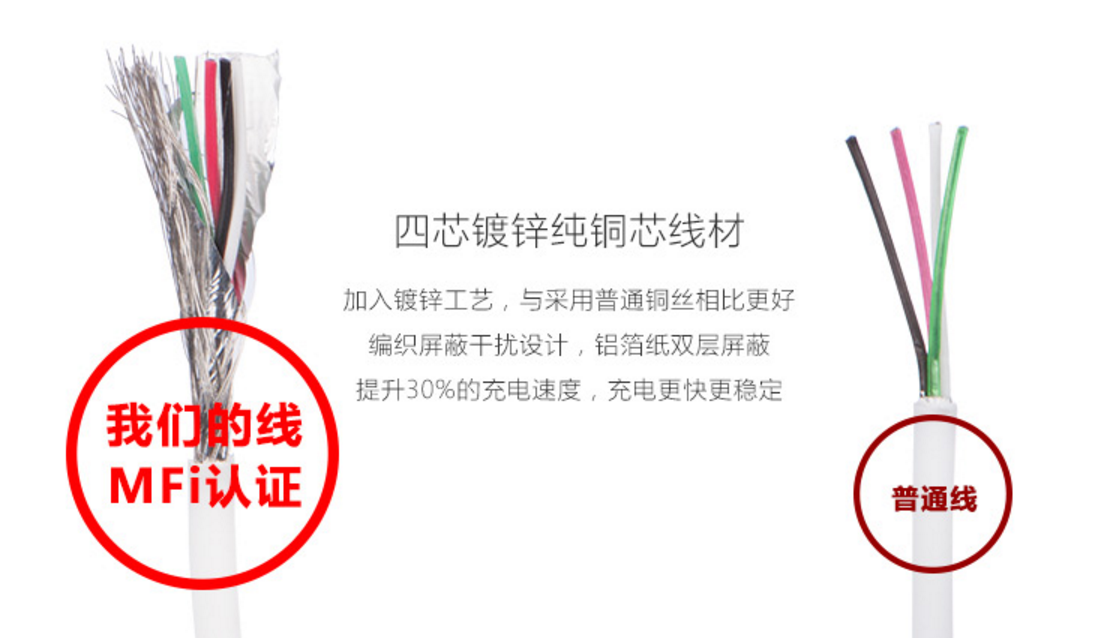 四芯镀锌纯铜芯线材
加入镀锌工艺，与采用普通铜丝相比更好
编织屏蔽干扰设计，铝箔纸双层屏蔽
提升30%的充电速度，充电更快更稳定
我们的线
MFi认证
普通线